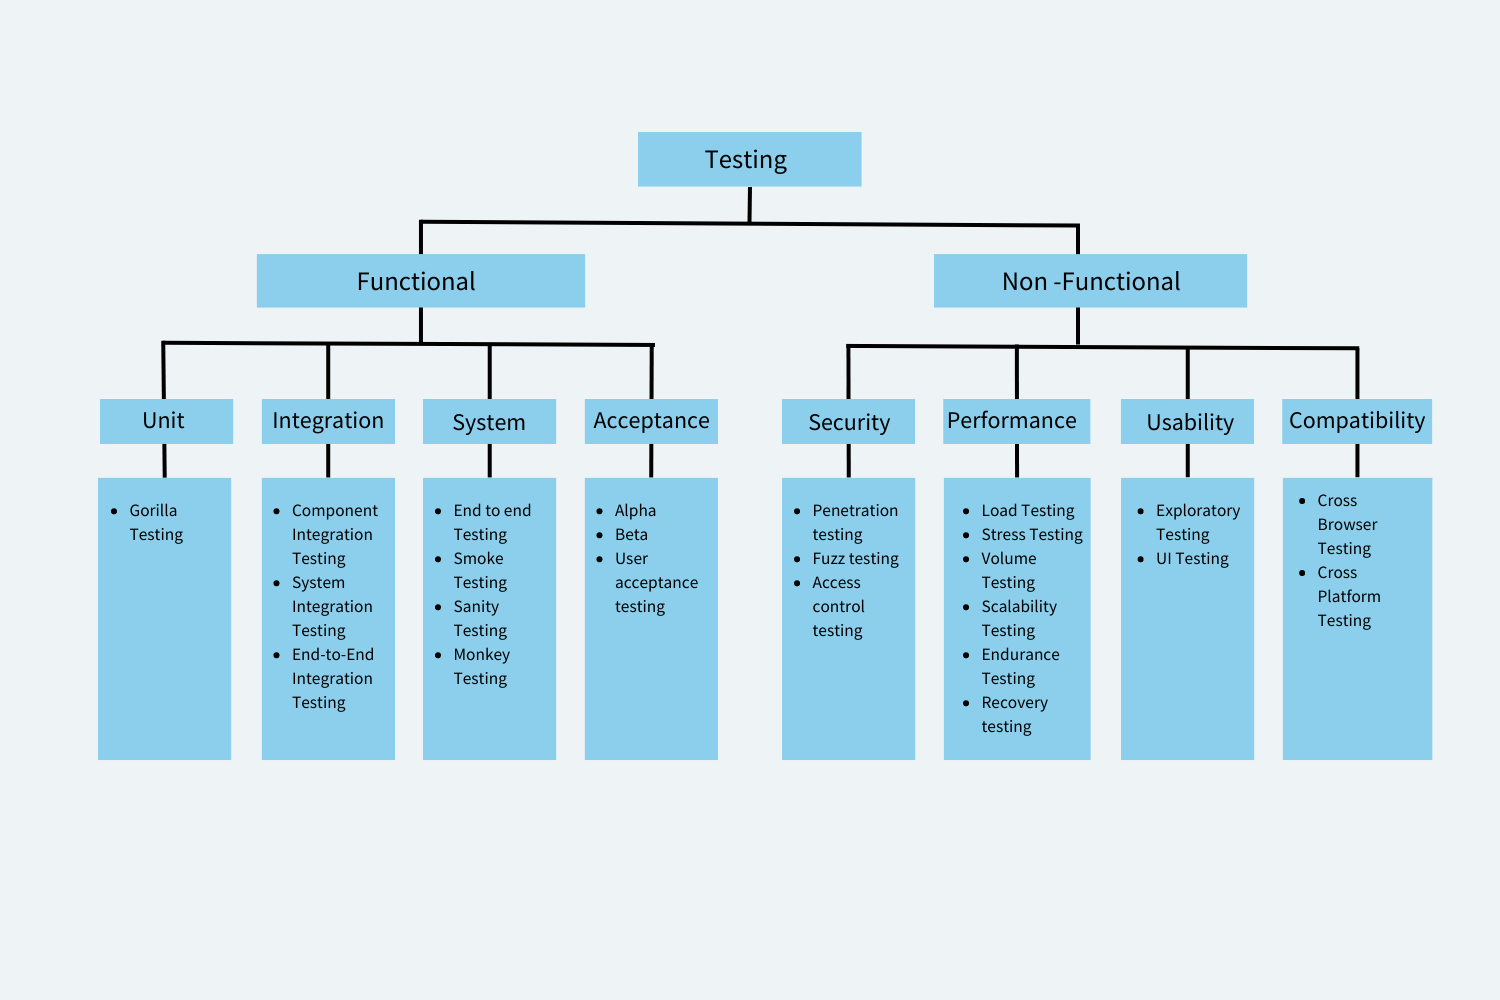 Testing
Functional
Non -Functional
Unit
Integration
System
Acceptance
Security
Performance
Usability
Compatibility
• Gorilla
Testing
• Component
Integration
Testing
• System
Integration
Testing
• End-to-End
Integration
Testing
• End to end
Testing
• Smoke
Testing
• Sanity
Testing
• Monkey
Testing
• Alpha
• Beta
• User
acceptance
testing
• Penetration
testing
• Fuzz testing
• Access
control
testing
• Load Testing
• Stress Testing
• Volume
Testing
• Scalability
Testing
• Endurance
Testing
• Recovery
testing
• Exploratory
Testing
• UI Testing
• Cross
Browser
Testing
• Cross
Platform
Testing